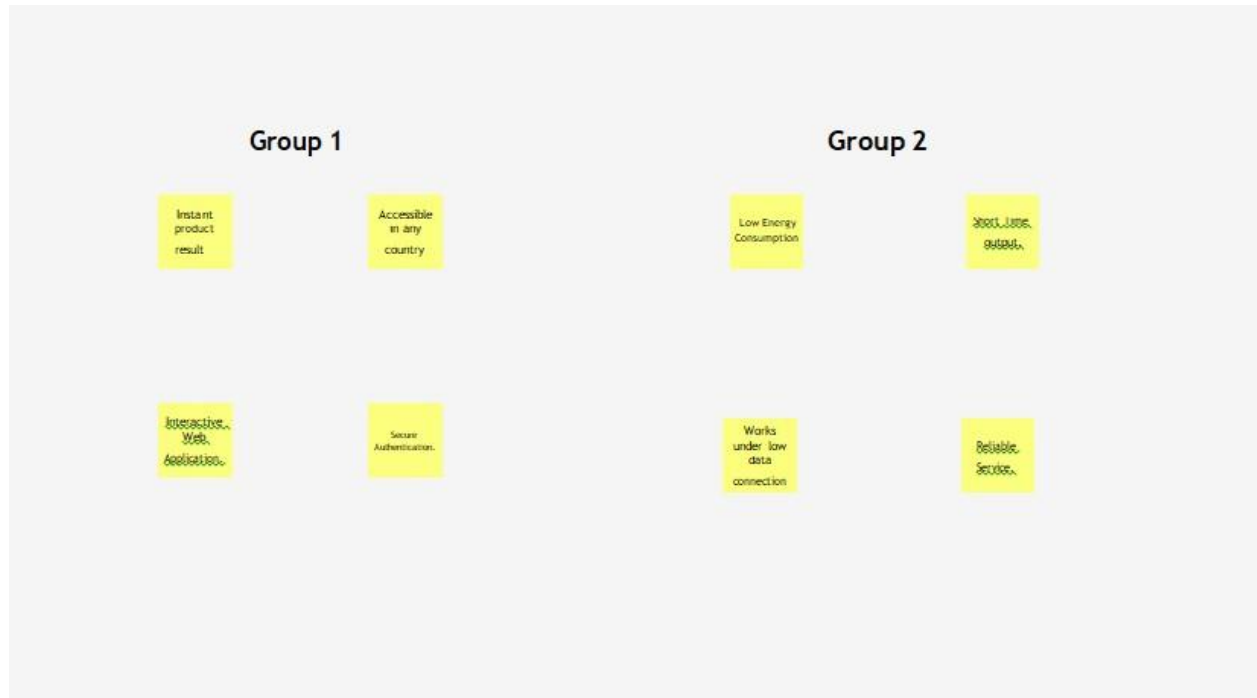 Group 1
Group 2
Instant
product
result
Accessible
in any
country
Low Energy
Consumption
Short Time
output.
Interactive
Web
Application.
Secure
Authentication.
Works
under low
data
connection
Reliable
Service.